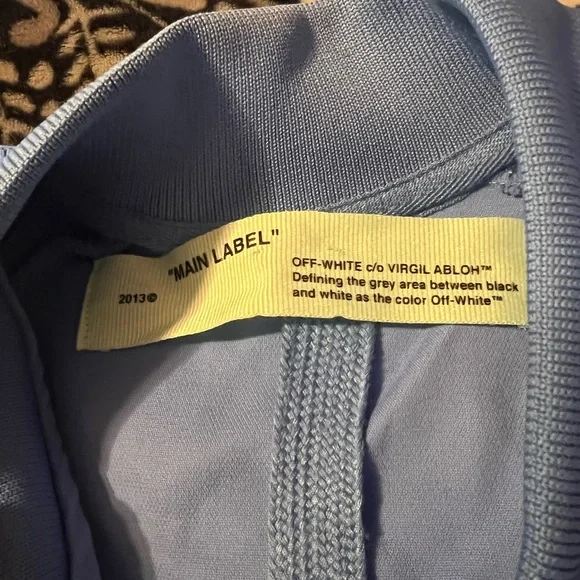 "MAIN LABEL"
2013©
OFF-WHITE c/o VIRGIL ABLOH™
Defining the grey area between black
and white as the color Off-White™